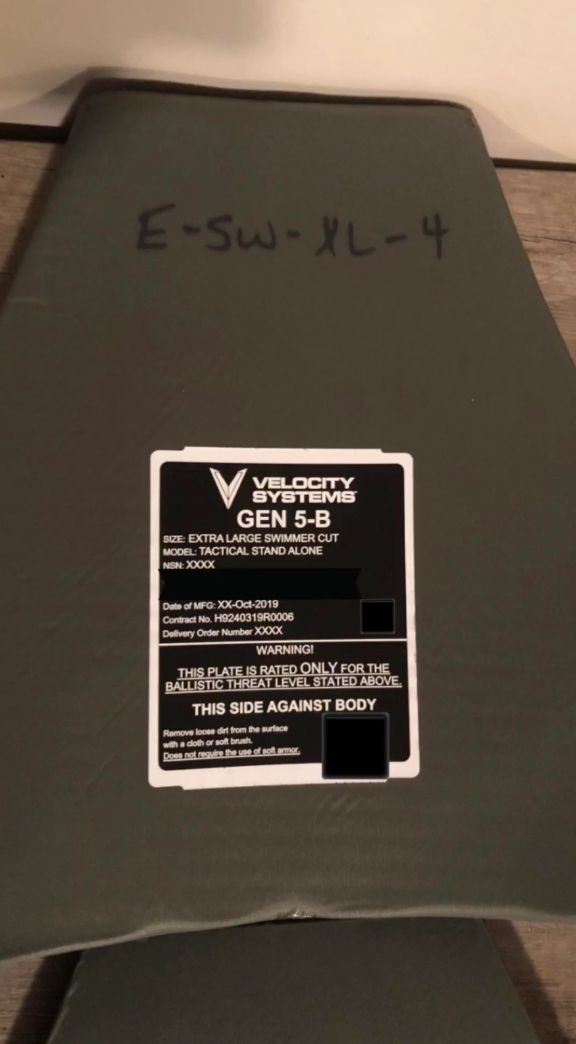 E-SW-XL-4
VELOCITY
SYSTEMS
GEN 5-B
SIZE: EXTRA LARGE SWIMMER CUT
MODEL: TACTICAL STAND ALONE
NSN: XXXX
Date of MFG: XX-Oct-2019
Contract No. H9240319R0006
Delivery Order Number XXXX
WARNING!
THIS PLATE IS RATED ONLY FOR THE
BALLISTIC THREAT LEVEL STATED ABOVE.
THIS SIDE AGAINST BODY
Remove loose dirt from the surface
with a cloth or soft brush.
Does not require the use of soft armor.